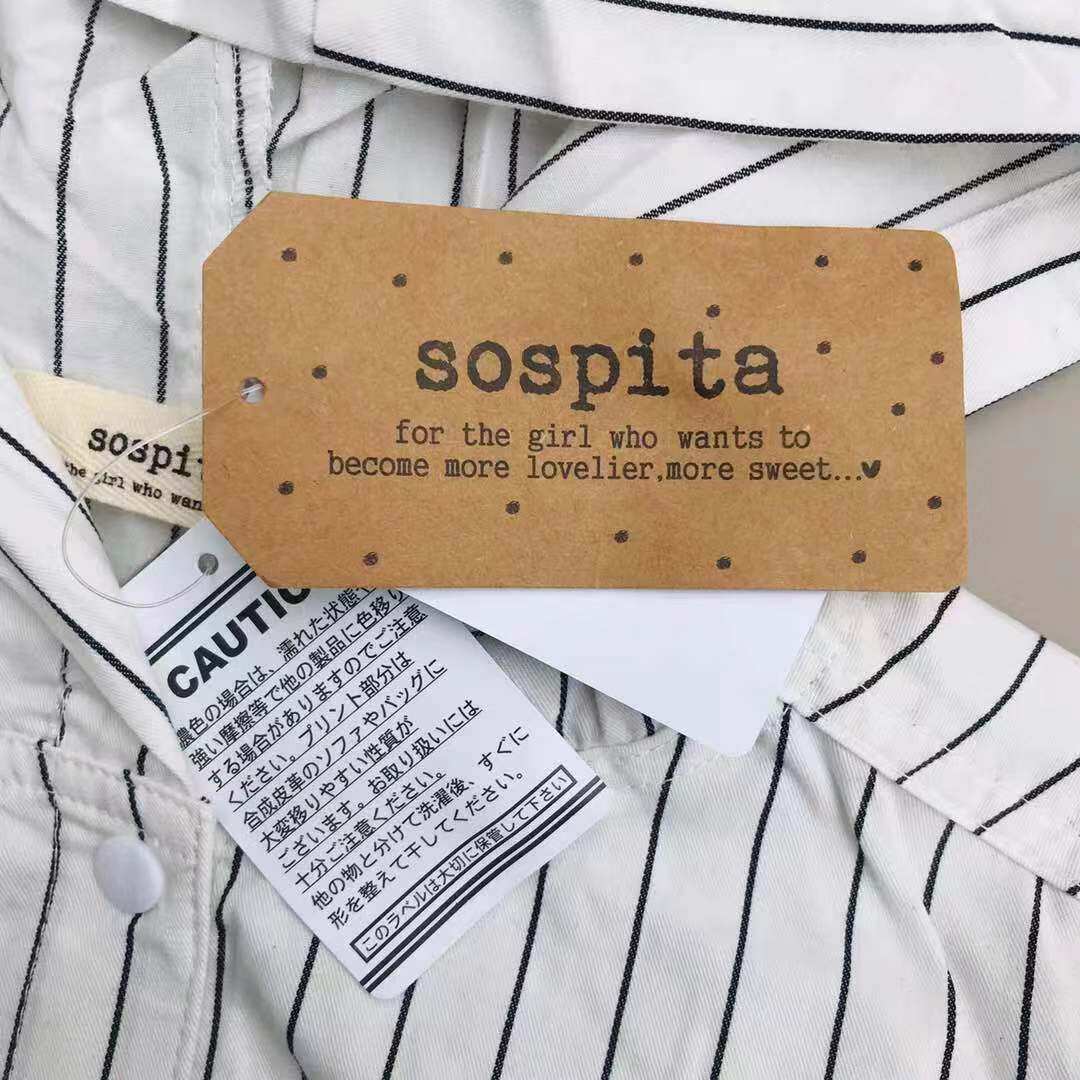 sospita
for the girl who wants to
become more lovelier,more sweet...
sospi
the girl who wan
CAUTIO
濃色の場合は、濡れた状態
強い摩擦等で他の製品に色移り
する場合がありますのでご注意
ください。プリント部分は
合成皮革のソファやバッグに
大変移りやすい性質が
ございます。お取り扱いには
十分ご注意ください。
他の物と分けて洗濯後、すぐに
形を整えて干してください。
このラベルは大切に保管して下さい